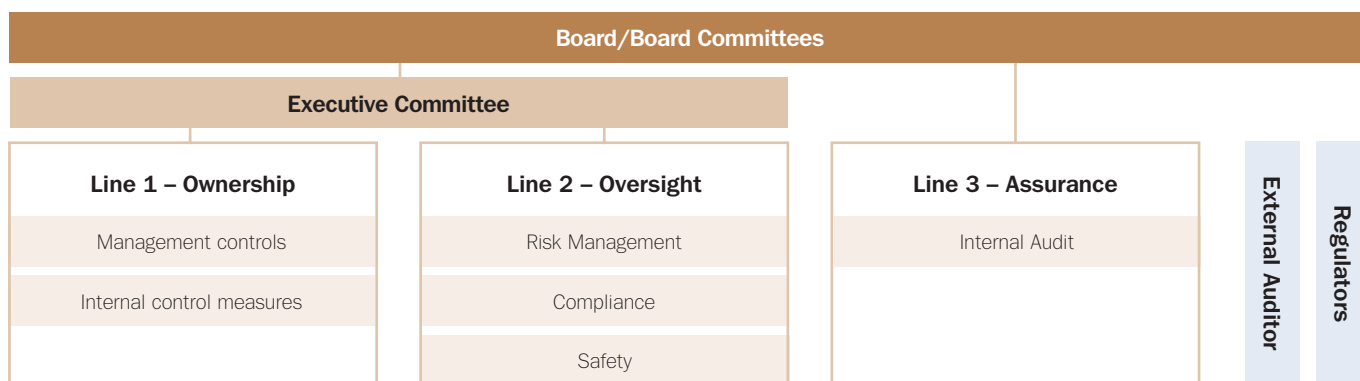 Board/Board Committees
Executive Committee
Line 1 – Ownership
Management controls
Internal control measures
Line 2 – Oversight
Risk Management
Compliance
Safety
Line 3 – Assurance
Internal Audit
External Auditor
Regulators